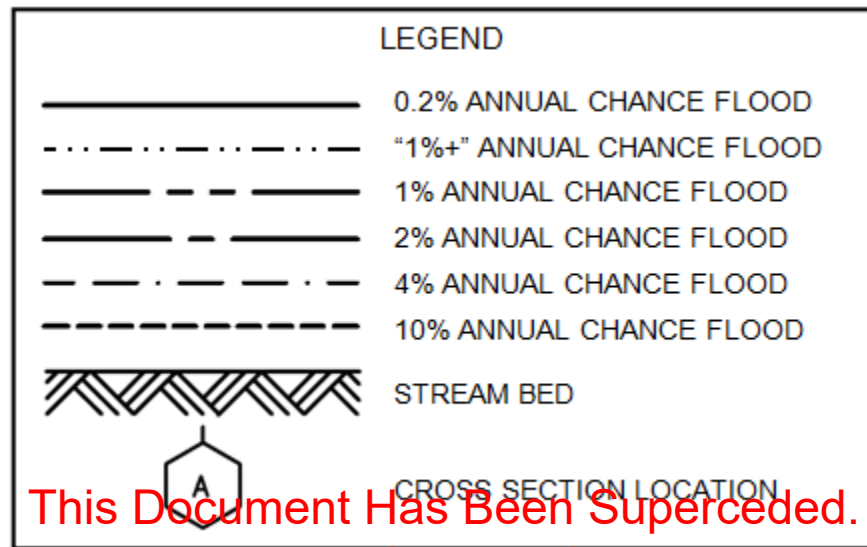 LEGEND
0.2% ANNUAL CHANCE FLOOD
“1%+” ANNUAL CHANCE FLOOD
1% ANNUAL CHANCE FLOOD
2% ANNUAL CHANCE FLOOD
4% ANNUAL CHANCE FLOOD
10% ANNUAL CHANCE FLOOD
STREAM BED
A CROSS SECTION LOCATION
This Document Has Been Superceded.